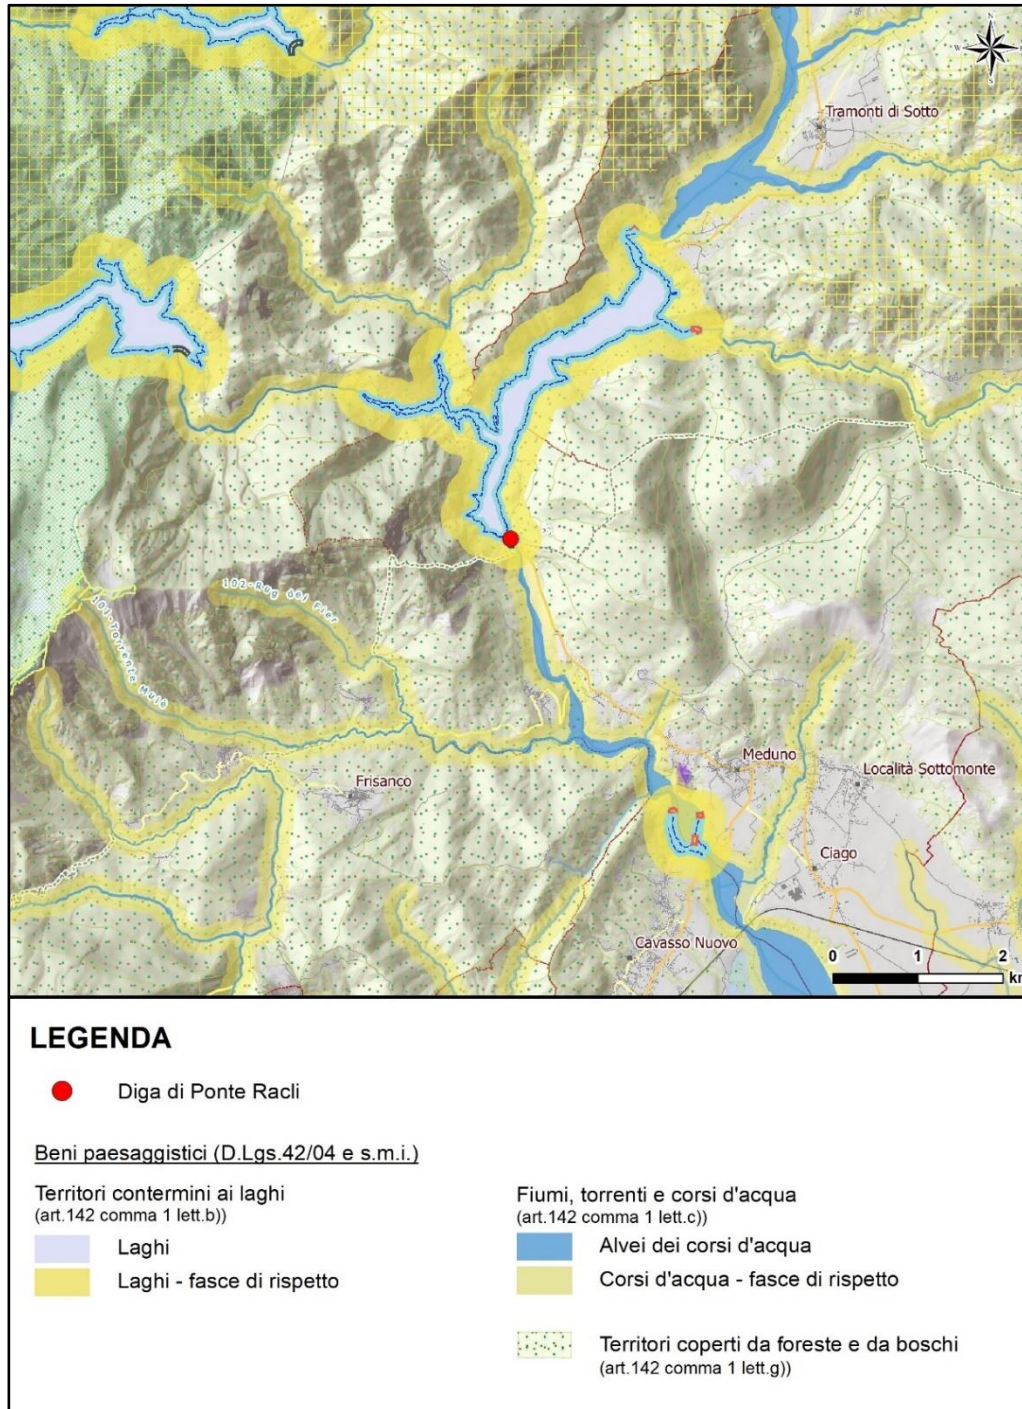 N
W
S
Tramonti di Sotto
102-Rug del Fier
101-Torrente Muiè
Meduno
Località Sottomonte
Frisanco
Ciago
Cavasso Nuovo
0 1 2
km
LEGENDA
Diga di Ponte Racli
Beni paesaggistici (D.Lgs.42/04 e s.m.i.)
Territori contermini ai laghi
(art.142 comma 1 lett.b))
Laghi
Laghi - fasce di rispetto
Fiumi, torrenti e corsi d'acqua
(art.142 comma 1 lett.c))
Alvei dei corsi d'acqua
Corsi d'acqua - fasce di rispetto
Territori coperti da foreste e da boschi
(art.142 comma 1 lett.g))